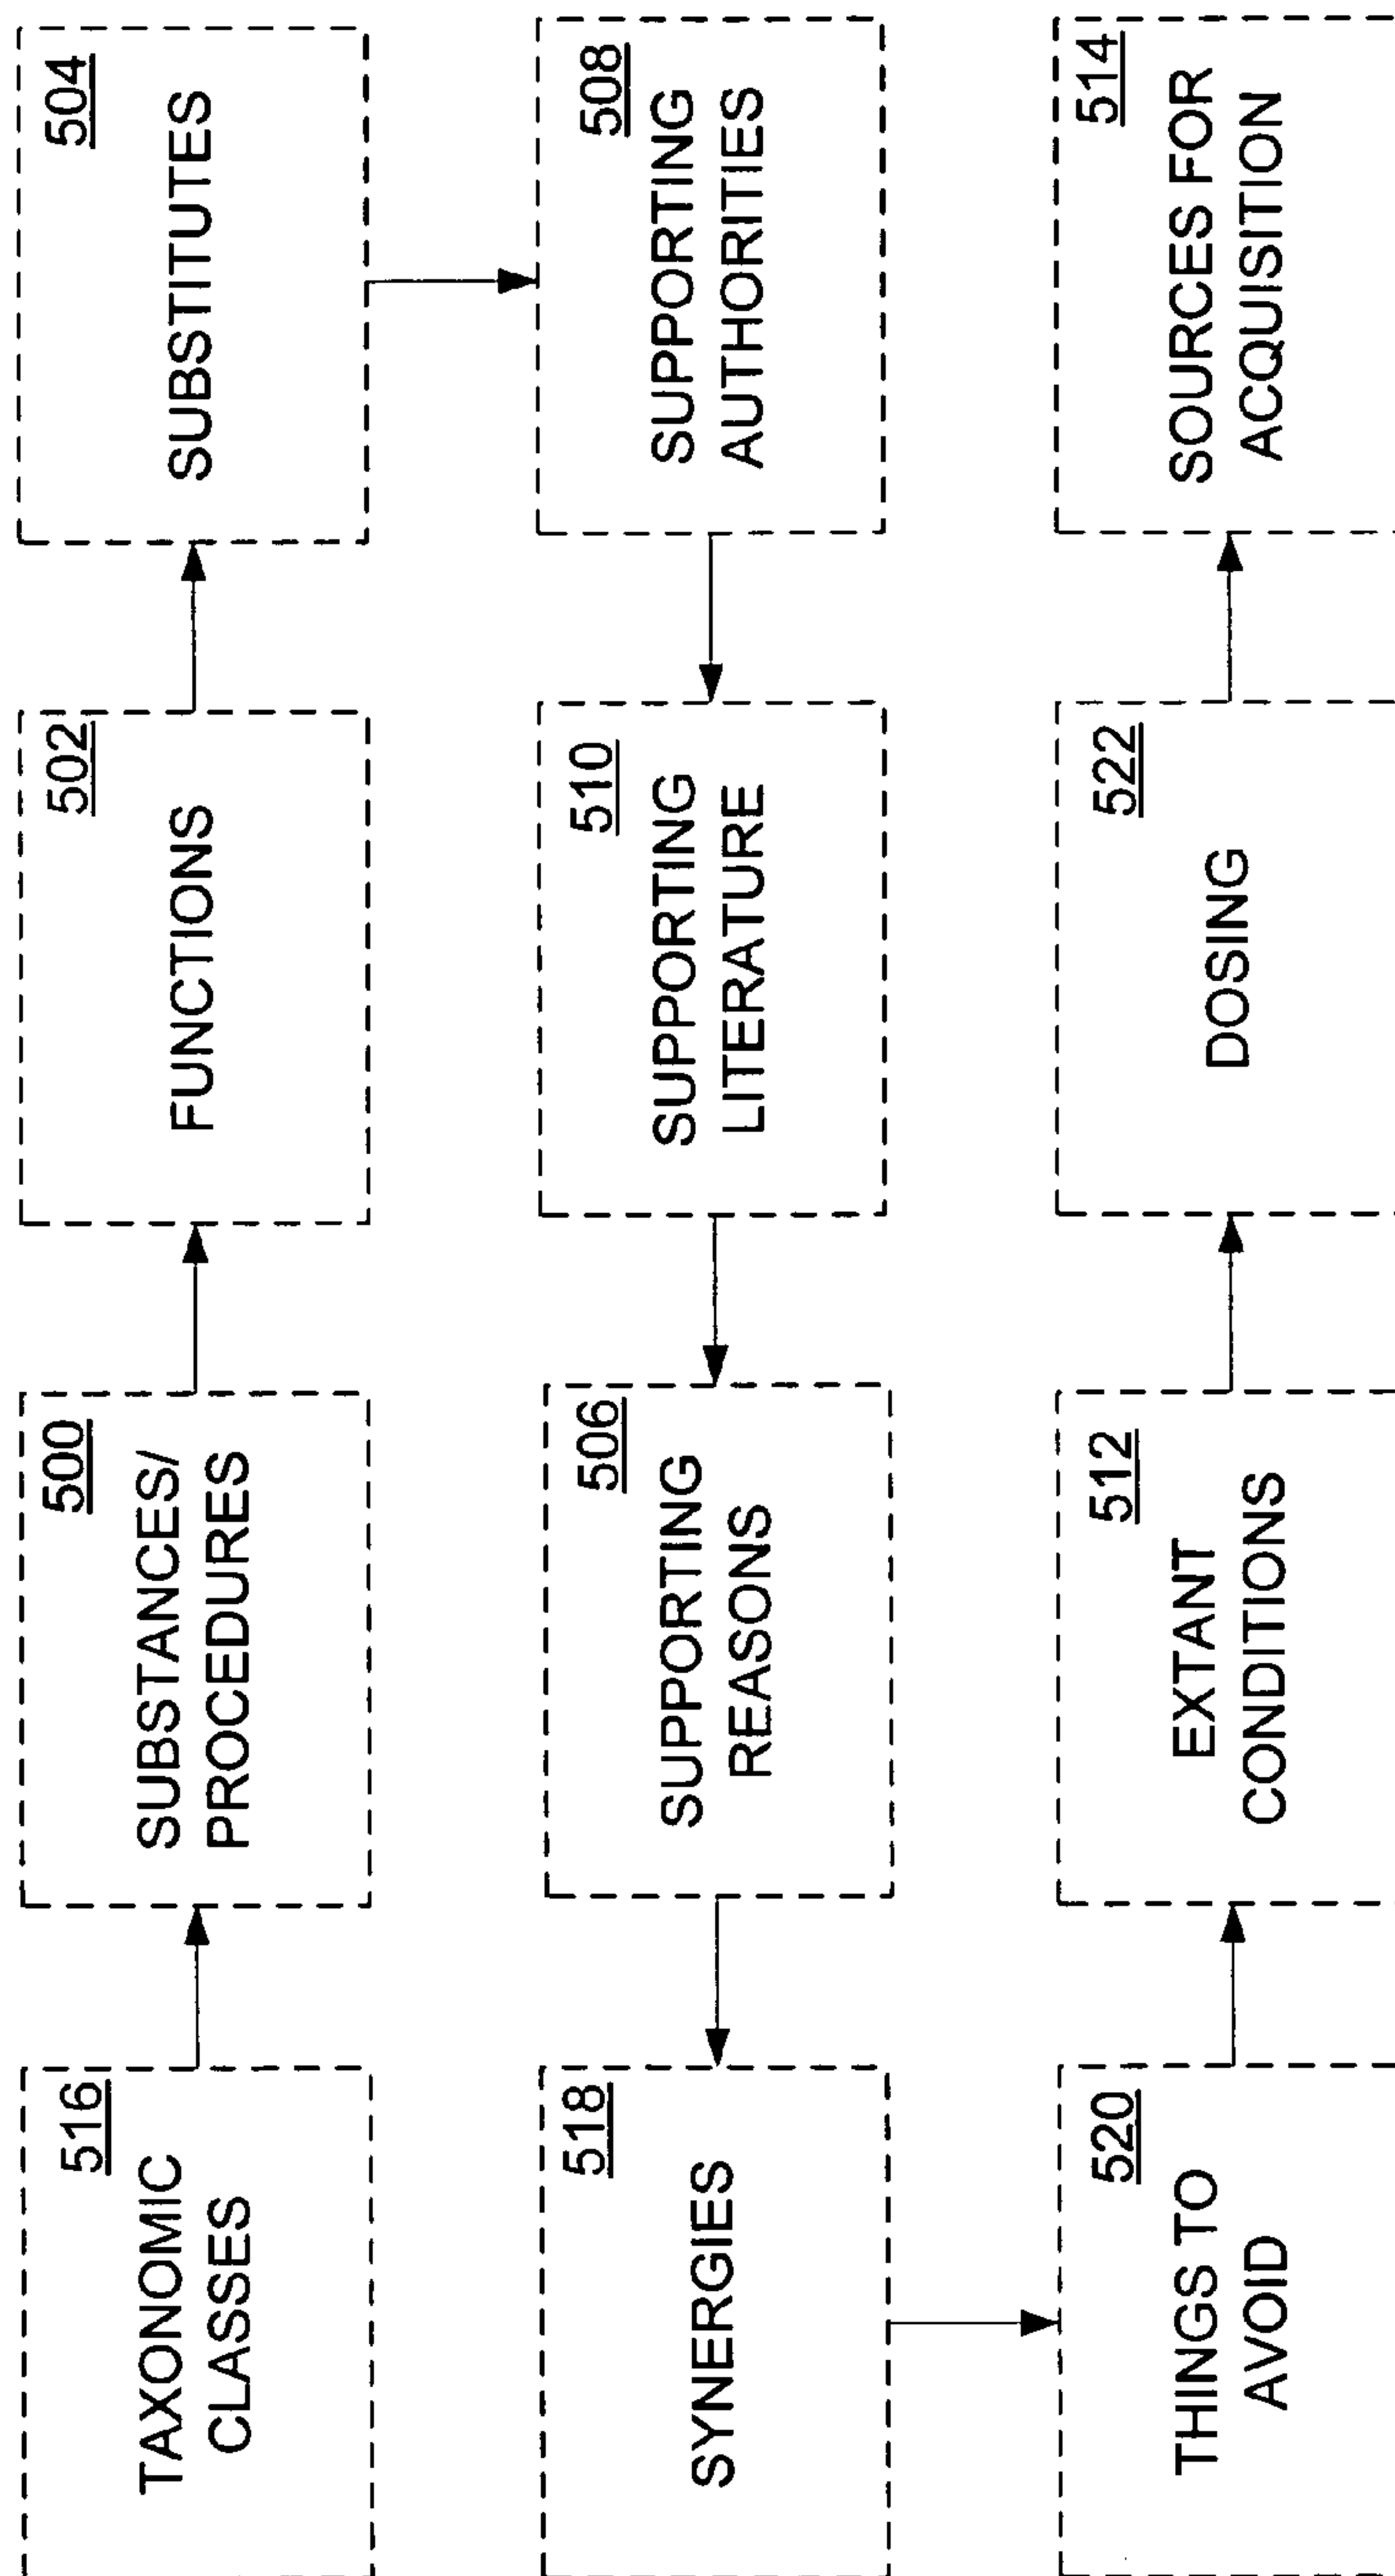 516
TAXONOMIC
CLASSES
500
SUBSTANCES/
PROCEDURES
502
FUNCTIONS
504
SUBSTITUTES
518
SYNERGIES
506
SUPPORTING
REASONS
510
SUPPORTING
LITERATURE
508
SUPPORTING
AUTHORITIES
520
THINGS TO
AVOID
512
EXTANT
CONDITIONS
522
DOSING
514
SOURCES FOR
ACQUISITION